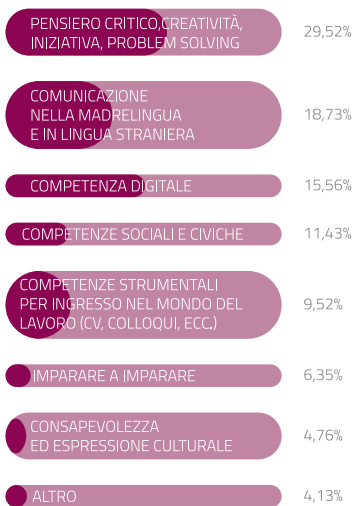 PENSIERO CRITICO,CREATIVITÀ,
INIZIATIVA, PROBLEM SOLVING
29,52%
COMUNICAZIONE
NELLA MADRELINGUA
E IN LINGUA STRANIERA
18,73%
COMPETENZA DIGITALE
15,56%
COMPETENZE SOCIALI E CIVICHE
11,43%
COMPETENZE STRUMENTALI
PER INGRESSO NEL MONDO DEL
LAVORO (CV, COLLOQUI, ECC.)
9,52%
IMPARARE A IMPARARE
6,35%
CONSAPEVOLEZZA
ED ESPRESSIONE CULTURALE
4,76%
ALTRO
4,13%